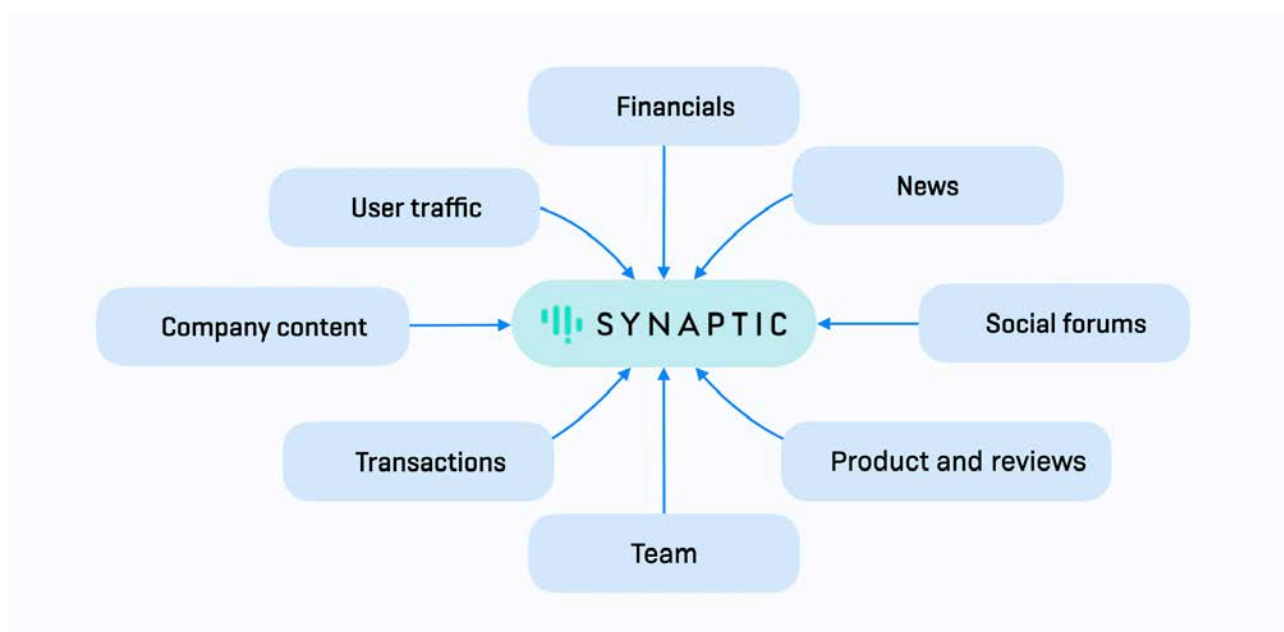 Financials
News
User traffic
Company content
SYNAPTIC
Social forums
Transactions
Product and reviews
Team